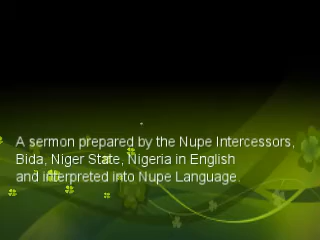 A sermon prepared by the Nupe Intercessors,
Bida, Niger State, Nigeria in English
and interpreted into Nupe Language.